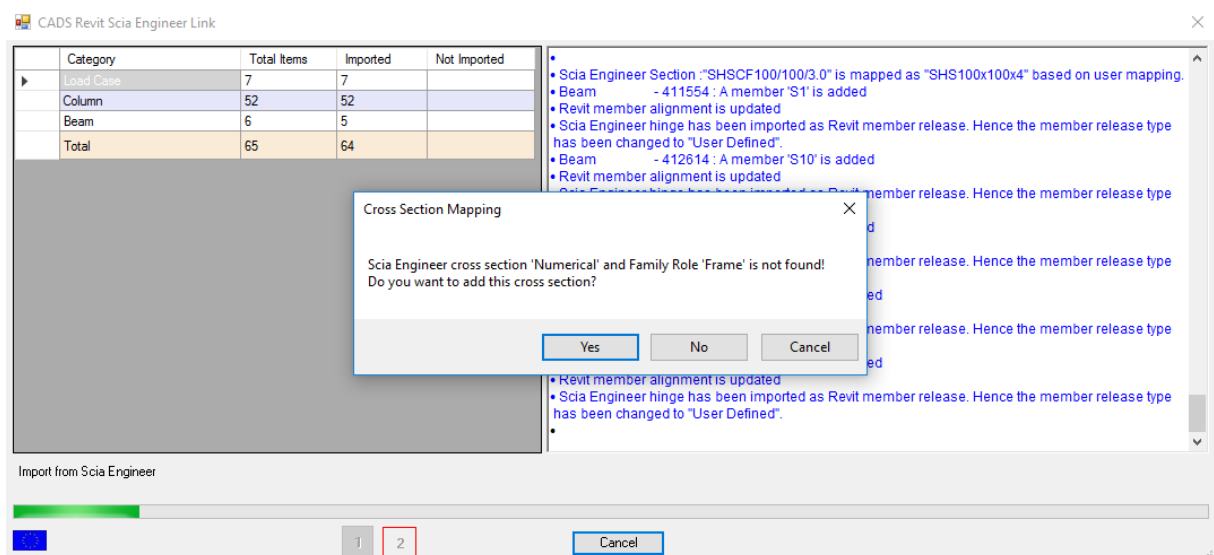 CADS Revit Scia Engineer Link
Category Total Items Imported Not Imported
Load Case 7 7
Column 52 52
Beam 6 5
Total 65 64
•
• Scia Engineer Section :"SHSCF100/100/3.0" is mapped as "SHS100x100x4" based on user mapping.
• Beam - 411554 : A member 'S1' is added
• Revit member alignment is updated
• Scia Engineer hinge has been imported as Revit member release. Hence the member release type
has been changed to "User Defined".
• Beam - 412614 : A member 'S10' is added
• Revit member alignment is updated
member release. Hence the member release type
d
member release. Hence the member release type
ed
member release. Hence the member release type
ed
• Revit member alignment is updated
• Scia Engineer hinge has been imported as Revit member release. Hence the member release type
has been changed to "User Defined".
•
Cross Section Mapping
Scia Engineer cross section 'Numerical' and Family Role 'Frame' is not found!
Do you want to add this cross section?
Yes No Cancel
Import from Scia Engineer
1 2
Cancel